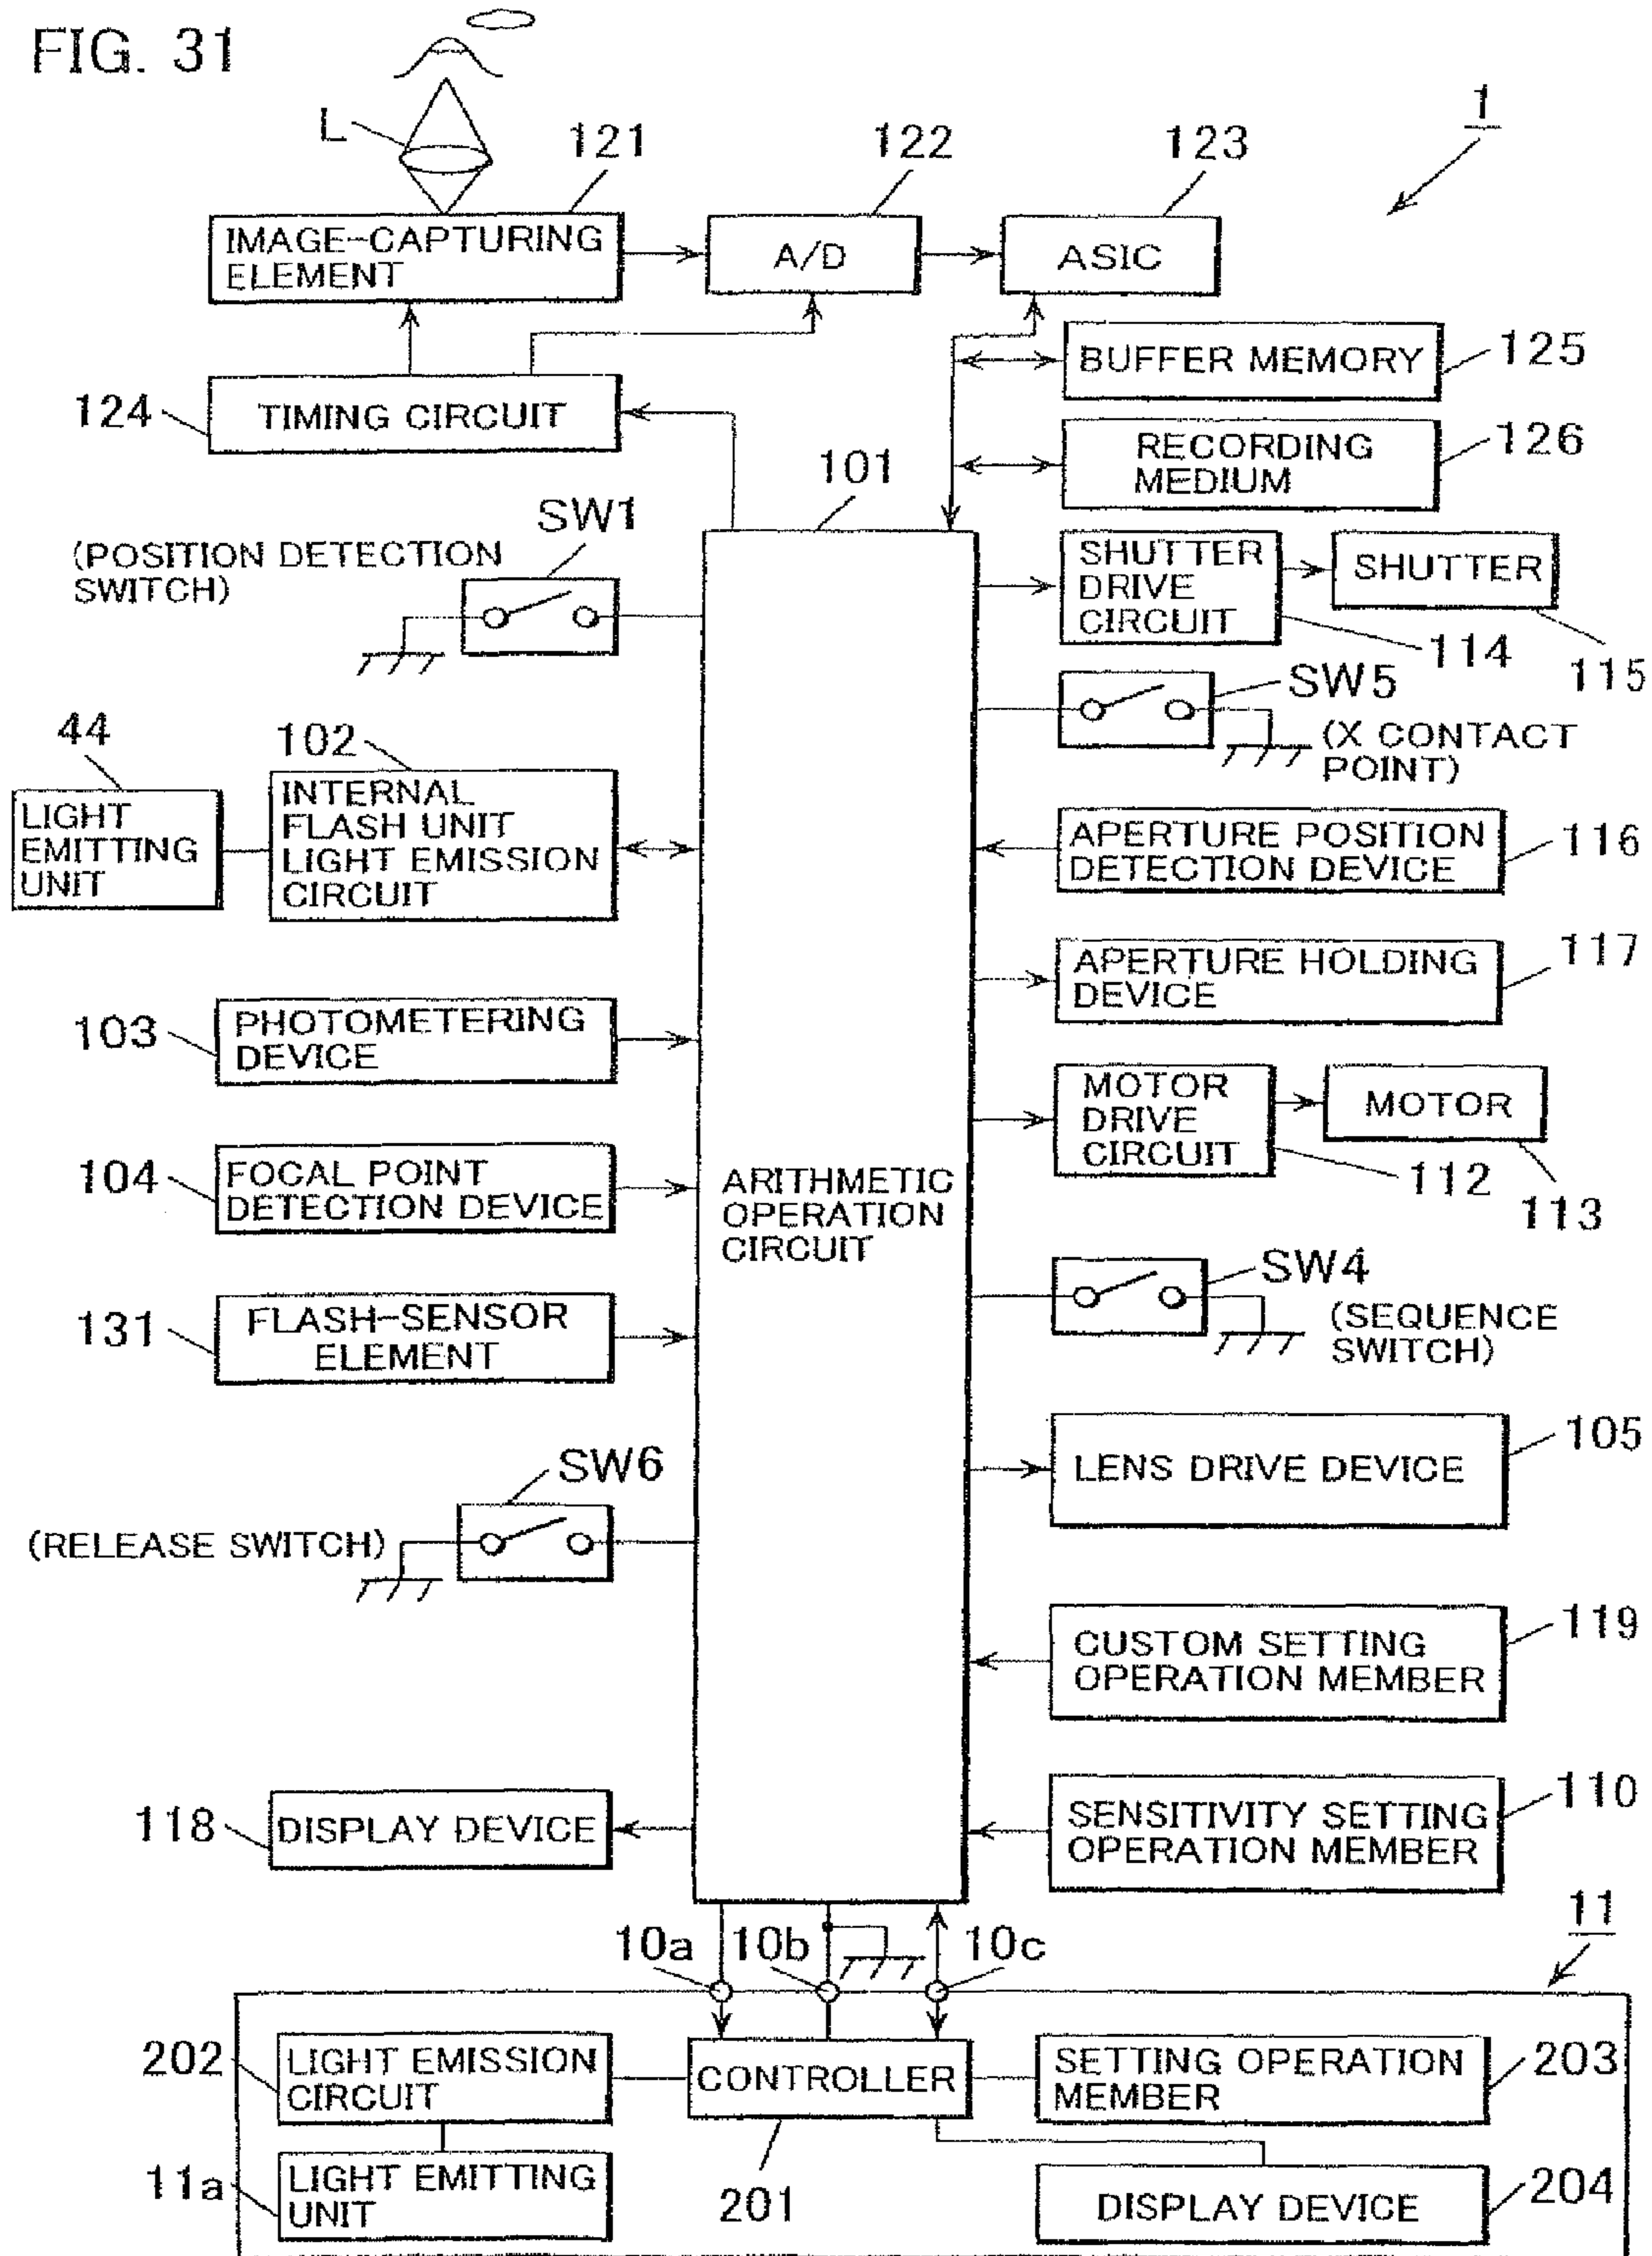 FIG. 31
L
121
122
123
1
IMAGE-CAPTURING
ELEMENT
A/D
ASIC
BUFFER MEMORY
125
124
TIMING CIRCUIT
RECORDING
MEDIUM
126
101
SW1
(POSITION DETECTION
SWITCH)
SHUTTER
DRIVE
CIRCUIT
SHUTTER
114
115
SW5
(X CONTACT
POINT)
44
102
LIGHT
EMITTING
UNIT
INTERNAL
FLASH UNIT
LIGHT EMISSION
CIRCUIT
APERTURE POSITION
DETECTION DEVICE
116
APERTURE HOLDING
DEVICE
117
103
PHOTOMETERING
DEVICE
MOTOR
DRIVE
CIRCUIT
MOTOR
112
113
104
FOCAL POINT
DETECTION DEVICE
ARITHMETIC
OPERATION
CIRCUIT
SW4
(SEQUENCE
SWITCH)
131
FLASH-SENSOR
ELEMENT
105
LENS DRIVE DEVICE
SW6
(RELEASE SWITCH)
119
CUSTOM SETTING
OPERATION MEMBER
110
SENSITIVITY SETTING
OPERATION MEMBER
118
DISPLAY DEVICE
11
10a
10b
10c
202
LIGHT EMISSION
CIRCUIT
CONTROLLER
SETTING OPERATION
MEMBER
203
11a
LIGHT EMITTING
UNIT
201
DISPLAY DEVICE
204